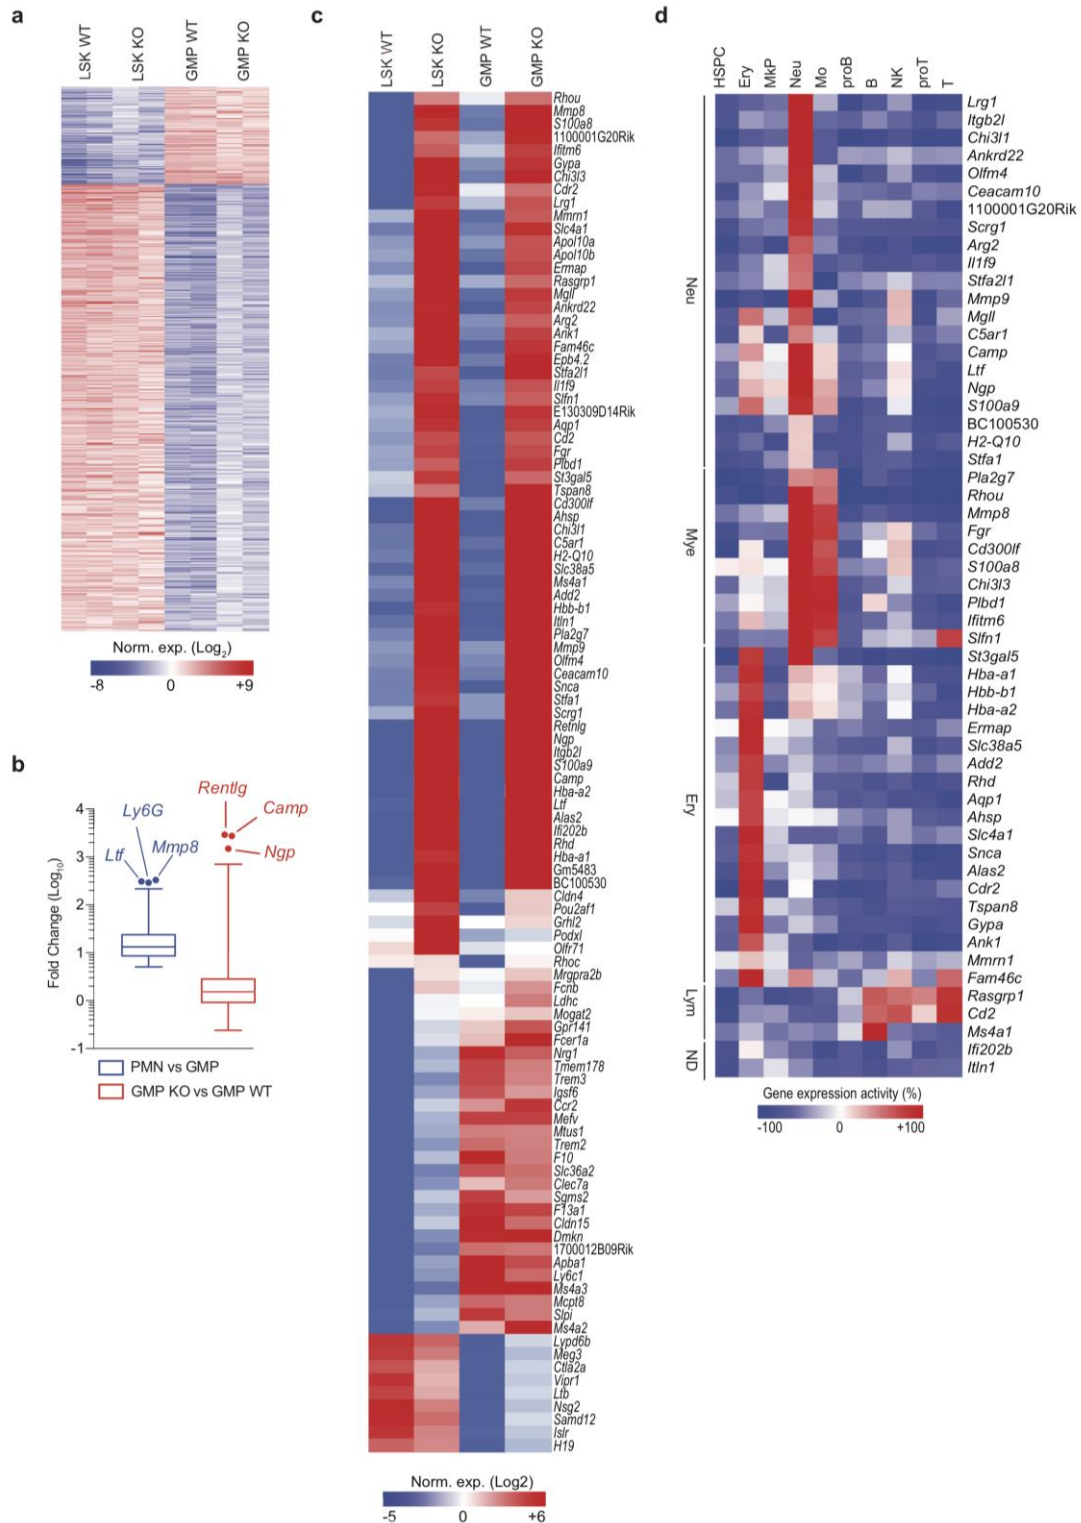 a
LSK WT
LSK KO
GMP WT
GMP KO
Norm. exp. (Log2)
-8 0 +9
b
Rentlg
Camp
Ngp
Ly6G
Mmp8
Ltf
Fold Change (Log10)
4
3
2
1
0
-1
PMN vs GMP
GMP KO vs GMP WT
c
LSK WT
LSK KO
GMP WT
GMP KO
Rhou
Mmp8
S100a8
1100001G20Rik
Ifitm6
Gypa
Chi3l3
Cdr2
Lrg1
Mmrn1
Slc4a1
Apol10a
Apol10b
Ermap
Rasgrp1
Mgll
Ankrd22
Arg2
Ank1
Fam46c
Epb4.2
Stfa2l1
Il1f9
Slfn1
E130309D14Rik
Aqp1
Cd2
Fgr
Plbd1
St3gal5
Tspan8
Cd300lf
Ahsp
Chi3l1
C5ar1
H2-Q10
Slc38a5
Ms4a1
Add2
Hbb-b1
Itln1
Pla2g7
Mmp9
Olfm4
Ceacam10
Snca
Stfa1
Scrg1
Retnlg
Ngp
Itgb2l
S100a9
Camp
Hba-a2
Ltf
Alas2
Ifi202b
Rhd
Hba-a1
Gm5483
BC100530
Cldn4
Pou2af1
Grhl2
Podxl
Olfr71
Rhoc
Mrgpra2b
Fcnb
Ldhc
Mogat2
Gpr141
Fcer1a
Nrg1
Tmem178
Trem3
Igsf6
Ccr2
Mefv
Mtus1
Trem2
F10
Slc36a2
Clec7a
Sgms2
F13a1
Cldn15
Dmkn
1700012B09Rik
Apba1
Ly6c1
Ms4a3
Mcpt8
Slpi
Ms4a2
Lypd6b
Meg3
Ctla2a
Vipr1
Ltb
Nsg2
Samd12
Islr
H19
Norm. exp. (Log2)
-5 0 +6
d
HSPC
Ery
MkP
Neu
Mo
proB
B
NK
proT
T
Neu
Lrg1
Itgb2l
Chi3l1
Ankrd22
Olfm4
Ceacam10
1100001G20Rik
Scrg1
Arg2
Il1f9
Stfa2l1
Mmp9
Mgll
C5ar1
Camp
Ltf
Ngp
S100a9
BC100530
H2-Q10
Stfa1
Mye
Pla2g7
Rhou
Mmp8
Fgr
Cd300lf
S100a8
Chi3l3
Plbd1
Ifitm6
Slfn1
Ery
St3gal5
Hba-a1
Hbb-b1
Hba-a2
Ermap
Slc38a5
Add2
Rhd
Aqp1
Ahsp
Slc4a1
Snca
Alas2
Cdr2
Tspan8
Gypa
Ank1
Mmrn1
Fam46c
Lym
Rasgrp1
Cd2
Ms4a1
ND
Ifi202b
Itln1
Gene expression activity (%)
-100 0 +100